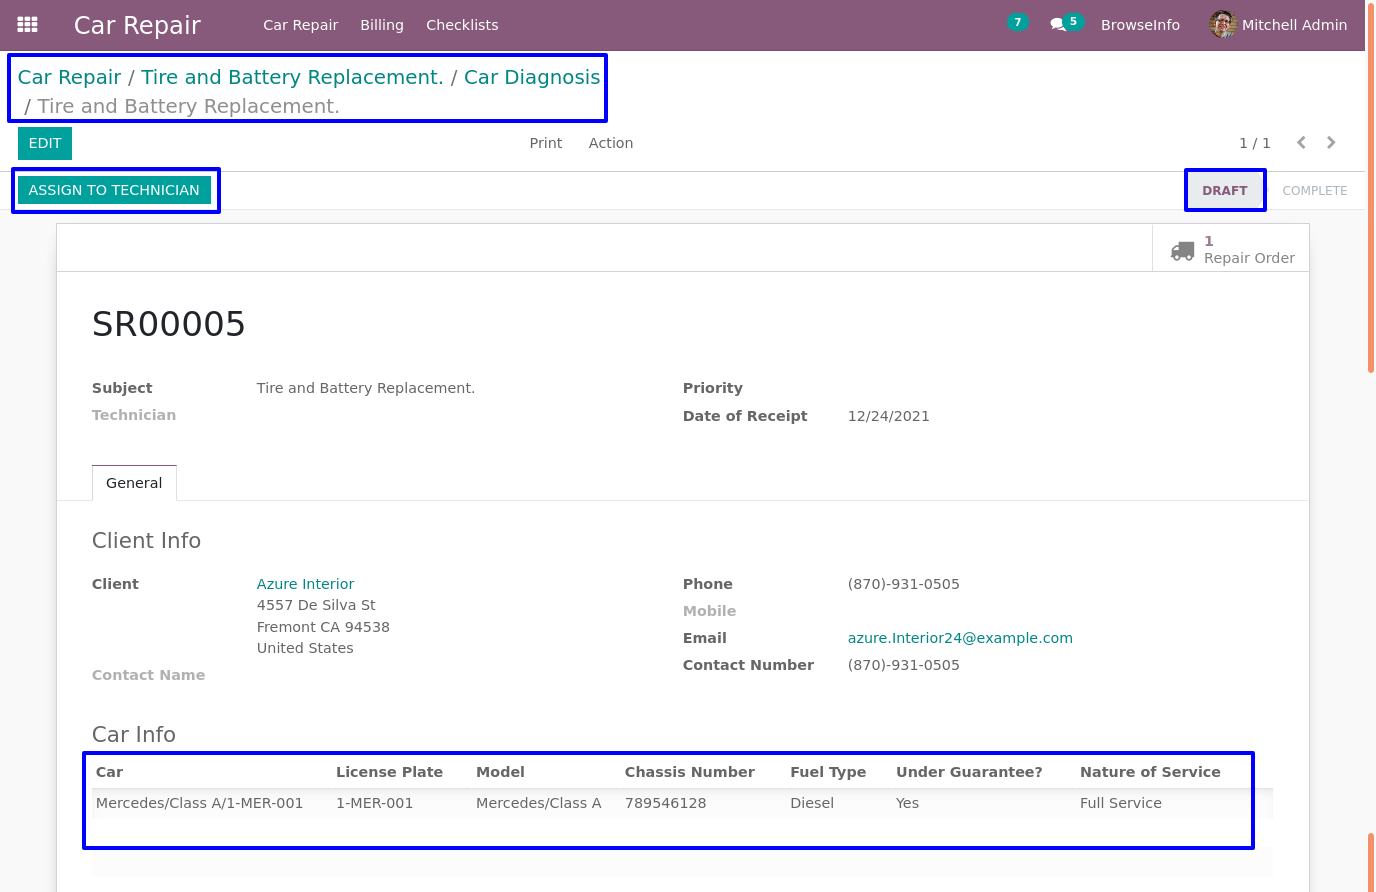 Car Repair Car Repair Billing Checklists 7 5 BrowseInfo Mitchell Admin
Car Repair / Tire and Battery Replacement. / Car Diagnosis
/ Tire and Battery Replacement.
EDIT Print Action 1 / 1
ASSIGN TO TECHNICIAN DRAFT COMPLETE
1
Repair Order
SR00005
Subject Tire and Battery Replacement. Priority
Technician Date of Receipt 12/24/2021
General
Client Info
Client Azure Interior Phone (870)-931-0505
4557 De Silva St Mobile
Fremont CA 94538 Email azure.Interior24@example.com
United States Contact Number (870)-931-0505
Contact Name
Car Info
Car License Plate Model Chassis Number Fuel Type Under Guarantee? Nature of Service
Mercedes/Class A/1-MER-001 1-MER-001 Mercedes/Class A 789546128 Diesel Yes Full Service